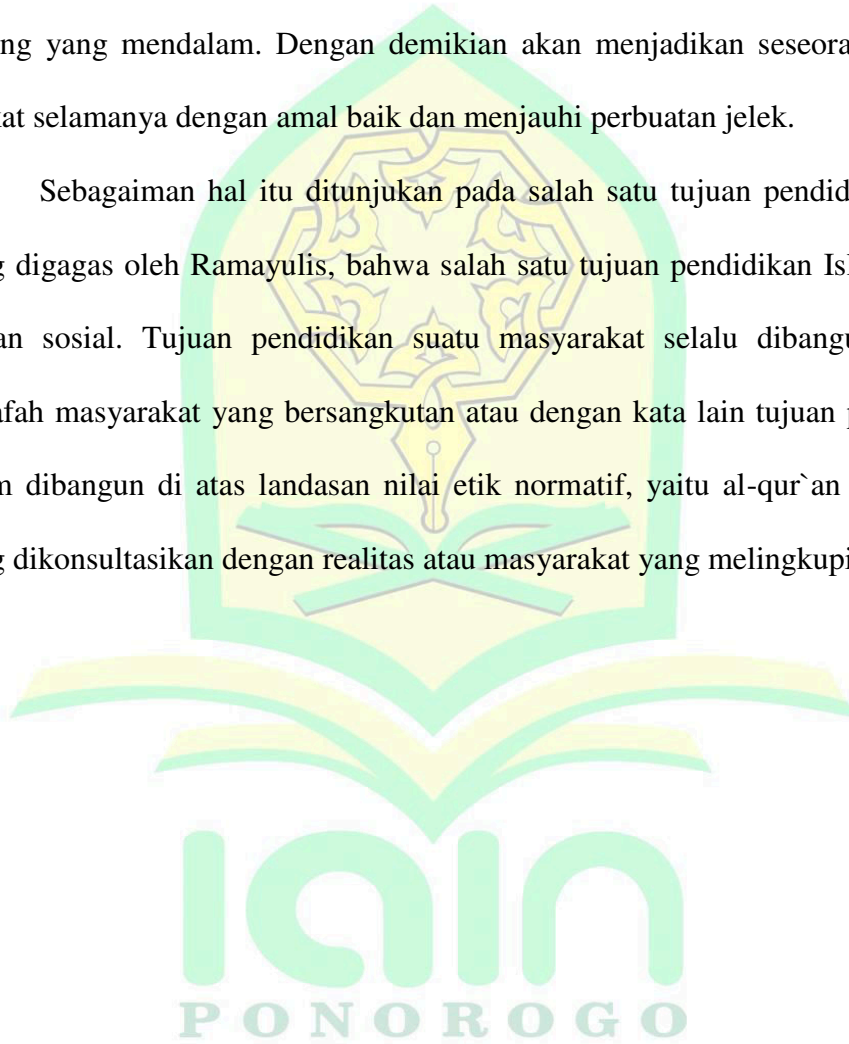 ng yang mendalam. Dengan demikian akan menjadikan seseora
at selamanya dengan amal baik dan menjauhi perbuatan jelek.
Sebagaiman hal itu ditunjukan pada salah satu tujuan pendid
g digagas oleh Ramayulis, bahwa salah satu tujuan pendidikan Isl
an sosial. Tujuan pendidikan suatu masyarakat selalu dibangu
afah masyarakat yang bersangkutan atau dengan kata lain tujuan p
m dibangun di atas landasan nilai etik normatif, yaitu al-qur`an
g dikonsultasikan dengan realitas atau masyarakat yang melingkupi
iain
PONOROGO